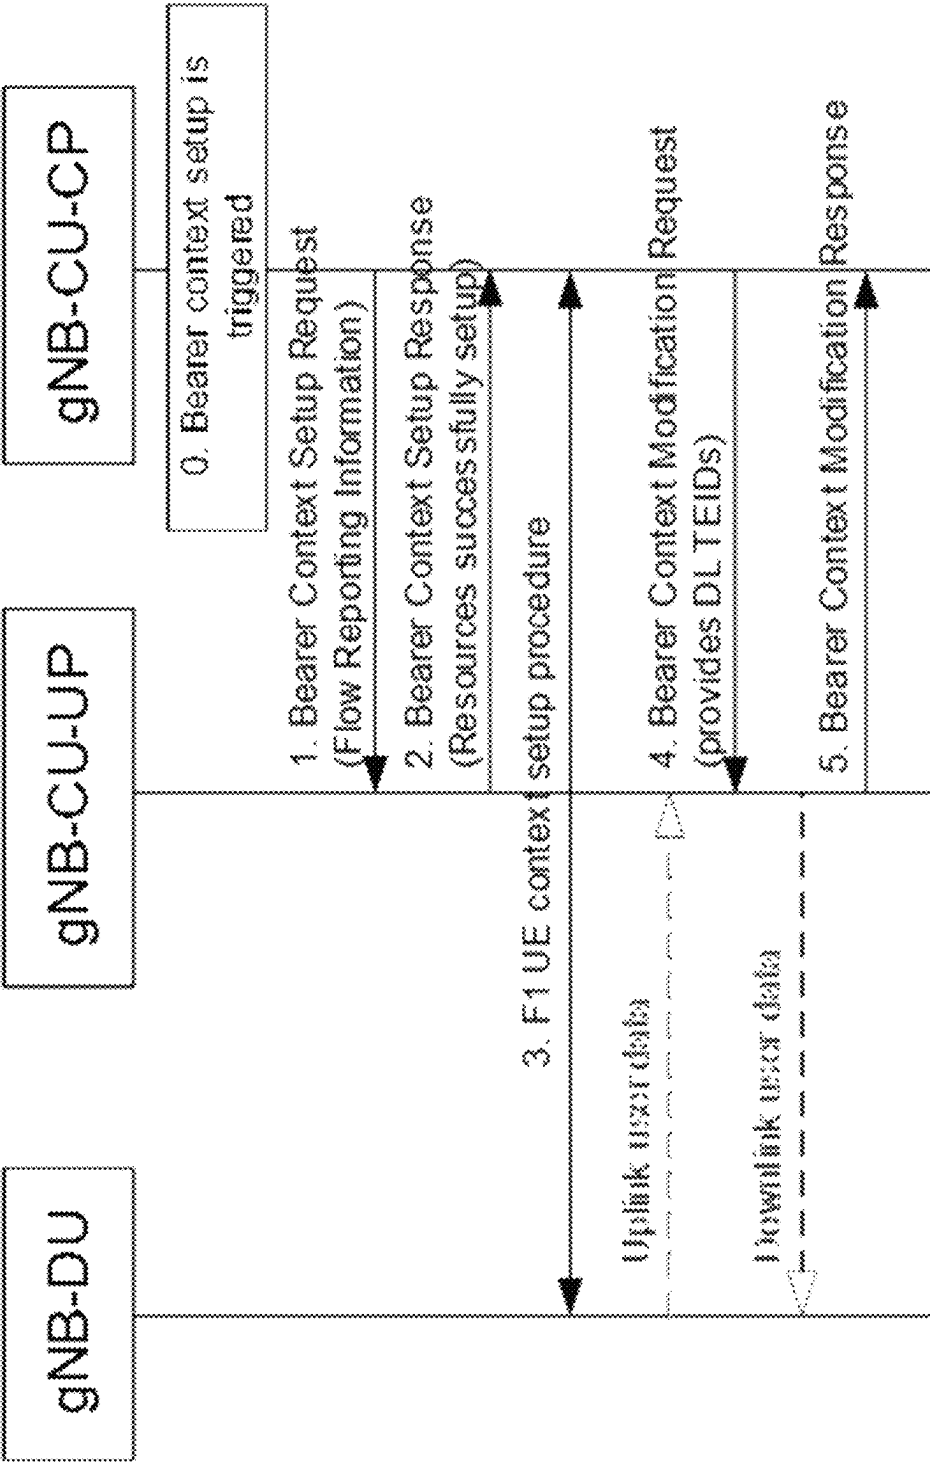 gNB-DU
gNB-CU-UP
gNB-CU-CP
0. Bearer context setup is
triggered
1. Bearer Context Setup Request
(Flow Reporting Information)
2. Bearer Context Setup Response
(Resources successfully setup)
3. F1 UE context setup procedure
Uplink user data
4. Bearer Context Modification Request
(provides DL TEIDs)
Downlink user data
5. Bearer Context Modification Response